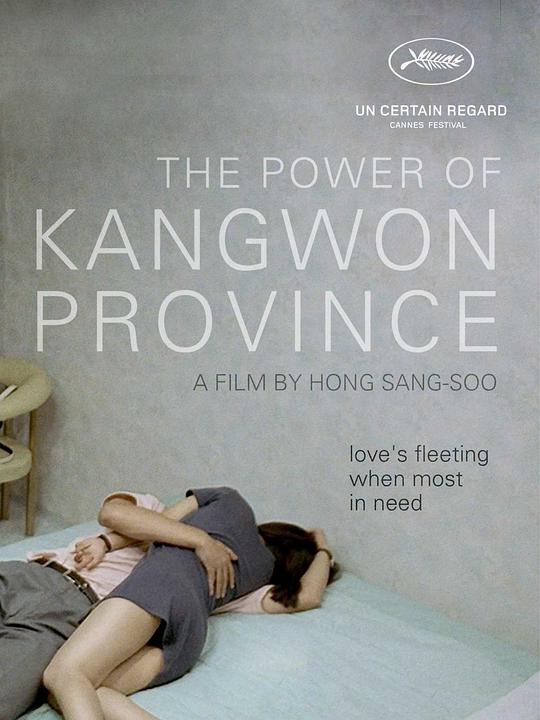 UN CERTAIN REGARD
CANNES FESTIVAL
THE POWER OF
KANGWON
PROVINCE
A FILM BY HONG SANG-SOO
love's fleeting
when most
in need